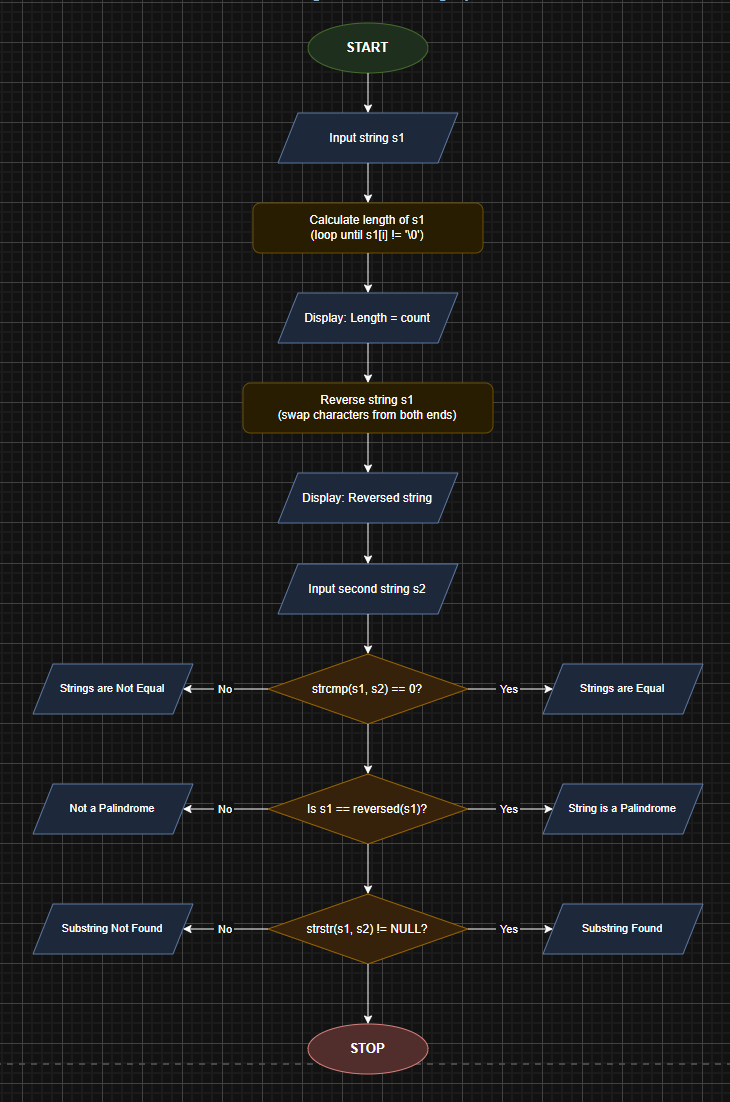 START
Input string s1
Calculate length of s1
(loop until s1[i] != '\0')
Display: Length = count
Reverse string s1
(swap characters from both ends)
Display: Reversed string
Input second string s2
Strings are Not Equal
No
strcmp(s1, s2) == 0?
Yes
Strings are Equal
Not a Palindrome
No
Is s1 == reversed(s1)?
Yes
String is a Palindrome
Substring Not Found
No
strstr(s1, s2) != NULL?
Yes
Substring Found
STOP